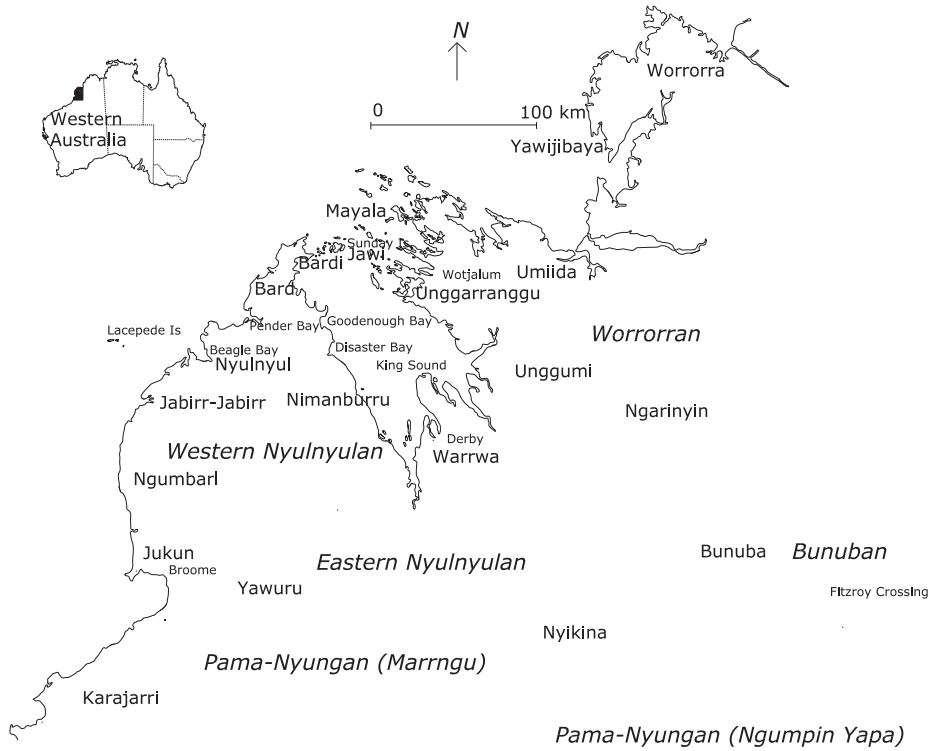 N
Worrorra
0
100 km
Western
Australia
Yawijibaya
Mayala
Sunday Is
Jawi
Bardi
Wotjalum
Umiida
Bard
Unggarranggu
Lacepede Is
Pender Bay
Goodenough Bay
Worrorran
Beagle Bay
Disaster Bay
Nyulnyul
King Sound
Unggumi
Jabirr-Jabirr
Nimanburru
Ngarinyin
Western Nyulnyulan
Derby
Warrwa
Ngumbarl
Jukun
Broome
Eastern Nyulnyulan
Bunuba
Bunuban
Yawuru
Fitzroy Crossing
Nyikina
Pama-Nyungan (Marrngu)
Karajarri
Pama-Nyungan (Ngumpin Yapa)